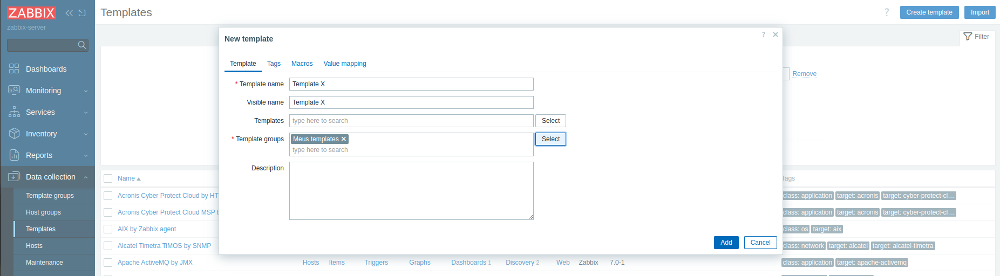 ZABBIX
zabbix-server
Dashboards
Monitoring
Services
Inventory
Reports
Data collection
Template groups
Host groups
Templates
Hosts
Maintenance
Templates
? Create template Import
Filter
Remove
New template
?
Template Tags Macros Value mapping
* Template name Template X
Visible name Template X
Templates type here to search Select
* Template groups Meus templates Select
type here to search
Description
Add Cancel
Name Tags
Acronis Cyber Protect Cloud by HT class: application target: acronis target: cyber-protect-cl...
Acronis Cyber Protect Cloud MSP class: application target: acronis target: cyber-protect-cl...
AIX by Zabbix agent class: os target: aix
Alcatel Timetra TiMOS by SNMP class: network target: alcatel target: alcatel-timetra
Apache ActiveMQ by JMX Hosts Items Triggers Graphs Dashboards 1 Discovery 2 Web Zabbix 7.0-1 class: application target: apache-activemq